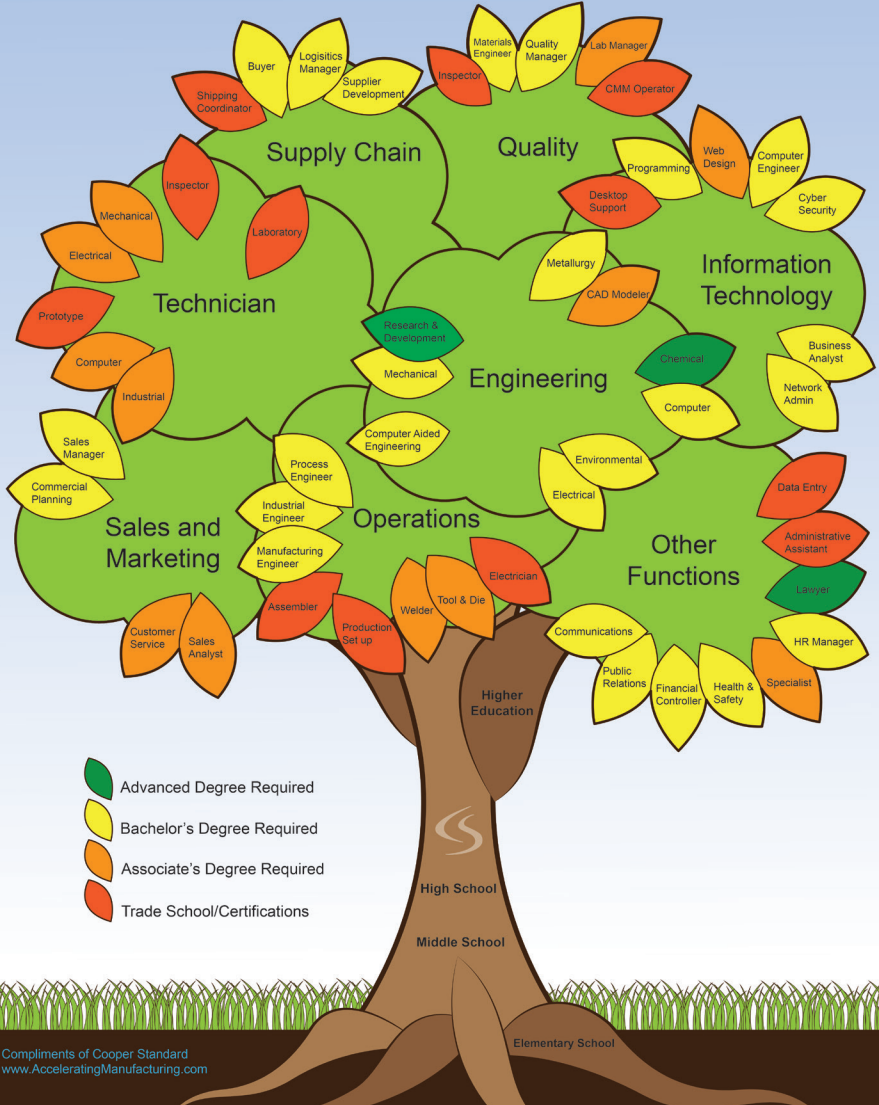 Buyer
Logisitics
Manager
Supplier
Development
Shipping
Coordinator
Supply Chain
Materials
Engineer
Quality
Manager
Lab Manager
Inspector
CMM Operator
Quality
Programming
Web
Design
Computer
Engineer
Cyber
Security
Desktop
Support
Information
Technology
Business
Analyst
Network
Admin
Inspector
Laboratory
Mechanical
Electrical
Prototype
Computer
Industrial
Technician
Metallurgy
CAD Modeler
Research &
Development
Mechanical
Computer Aided
Engineering
Chemical
Computer
Environmental
Electrical
Engineering
Sales
Manager
Commercial
Planning
Sales and
Marketing
Customer
Service
Sales
Analyst
Process
Engineer
Industrial
Engineer
Manufacturing
Engineer
Operations
Assembler
Production
Set up
Welder
Tool & Die
Electrician
Data Entry
Administrative
Assistant
Lawyer
HR Manager
Other
Functions
Communications
Public
Relations
Financial
Controller
Health &
Safety
Specialist
Higher
Education
Advanced Degree Required
Bachelor's Degree Required
Associate's Degree Required
Trade School/Certifications
High School
Middle School
Elementary School
Compliments of Cooper Standard
www.AcceleratingManufacturing.com